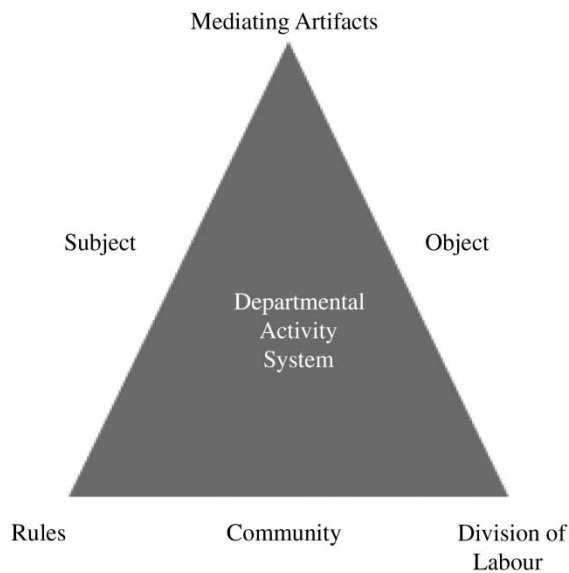 Mediating Artifacts
Subject
Object
Departmental
Activity
System
Rules
Community
Division of
Labour